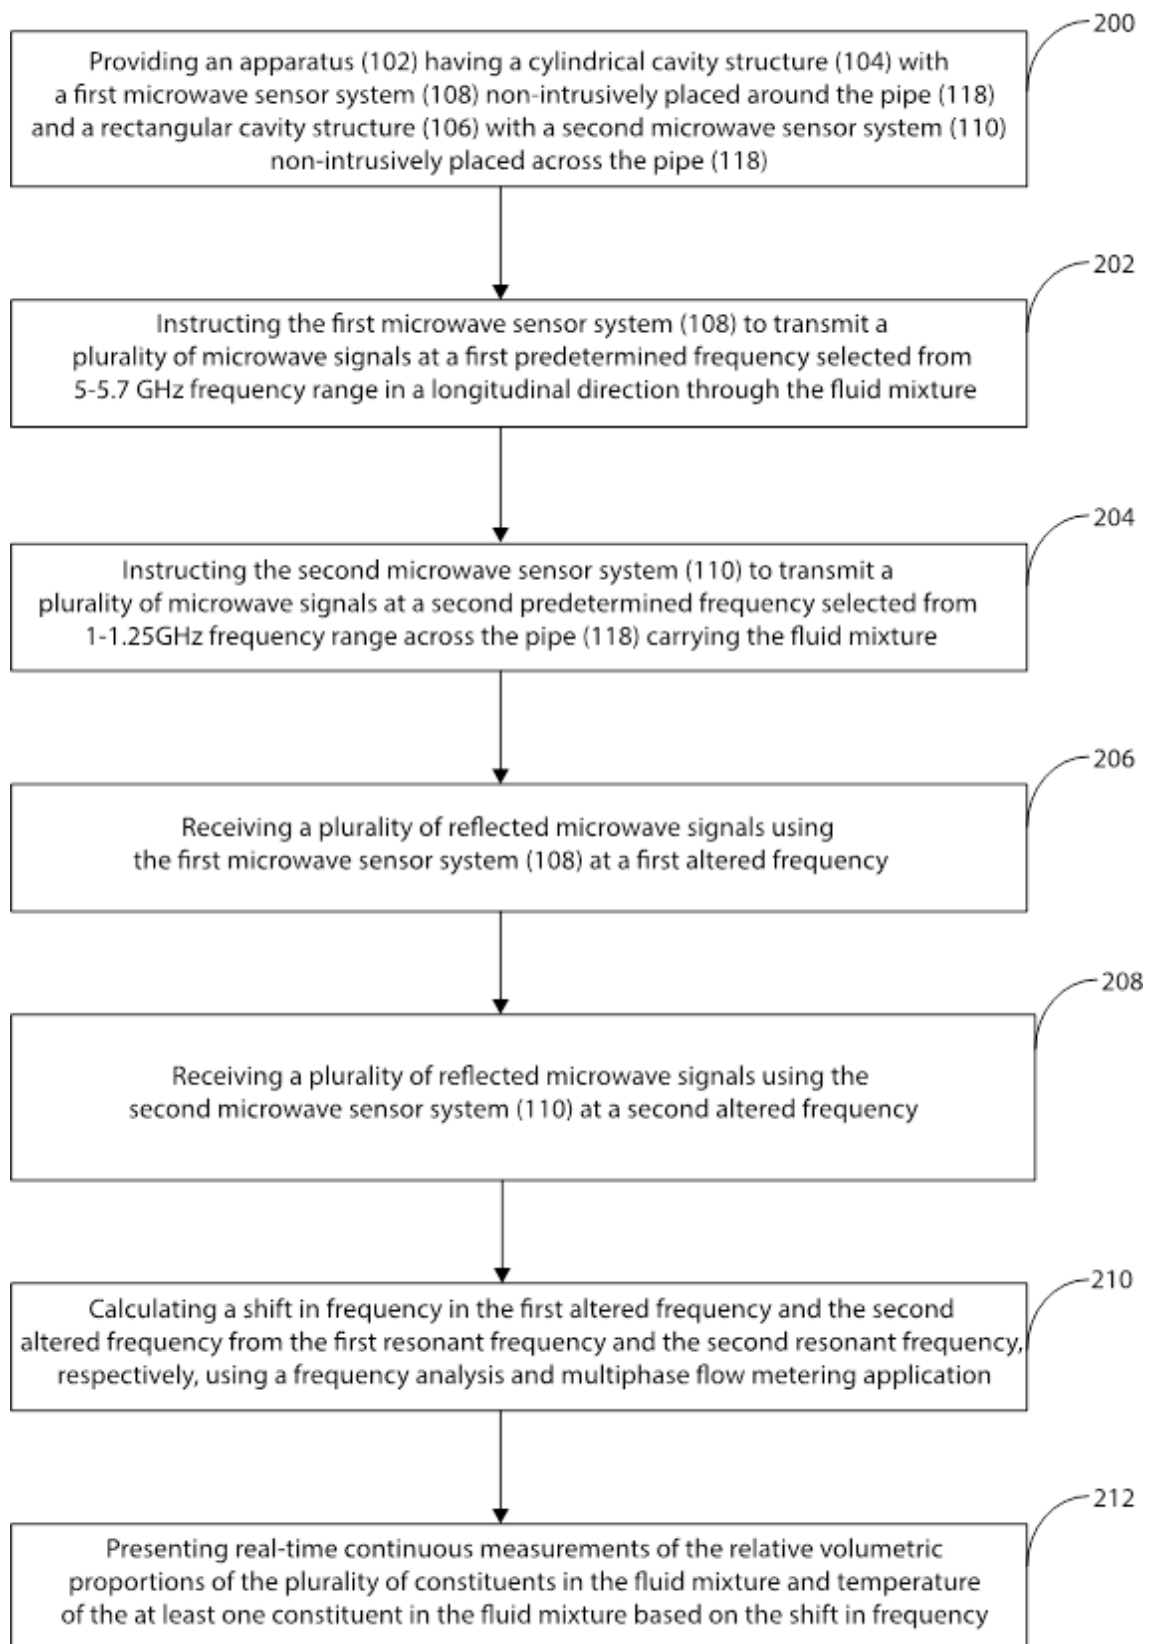 200
Providing an apparatus (102) having a cylindrical cavity structure (104) with
a first microwave sensor system (108) non-intrusively placed around the pipe (118)
and a rectangular cavity structure (106) with a second microwave sensor system (110)
non-intrusively placed across the pipe (118)
202
Instructing the first microwave sensor system (108) to transmit a
plurality of microwave signals at a first predetermined frequency selected from
5-5.7 GHz frequency range in a longitudinal direction through the fluid mixture
204
Instructing the second microwave sensor system (110) to transmit a
plurality of microwave signals at a second predetermined frequency selected from
1-1.25GHz frequency range across the pipe (118) carrying the fluid mixture
206
Receiving a plurality of reflected microwave signals using
the first microwave sensor system (108) at a first altered frequency
208
Receiving a plurality of reflected microwave signals using the
second microwave sensor system (110) at a second altered frequency
210
Calculating a shift in frequency in the first altered frequency and the second
altered frequency from the first resonant frequency and the second resonant frequency,
respectively, using a frequency analysis and multiphase flow metering application
212
Presenting real-time continuous measurements of the relative volumetric
proportions of the plurality of constituents in the fluid mixture and temperature
of the at least one constituent in the fluid mixture based on the shift in frequency